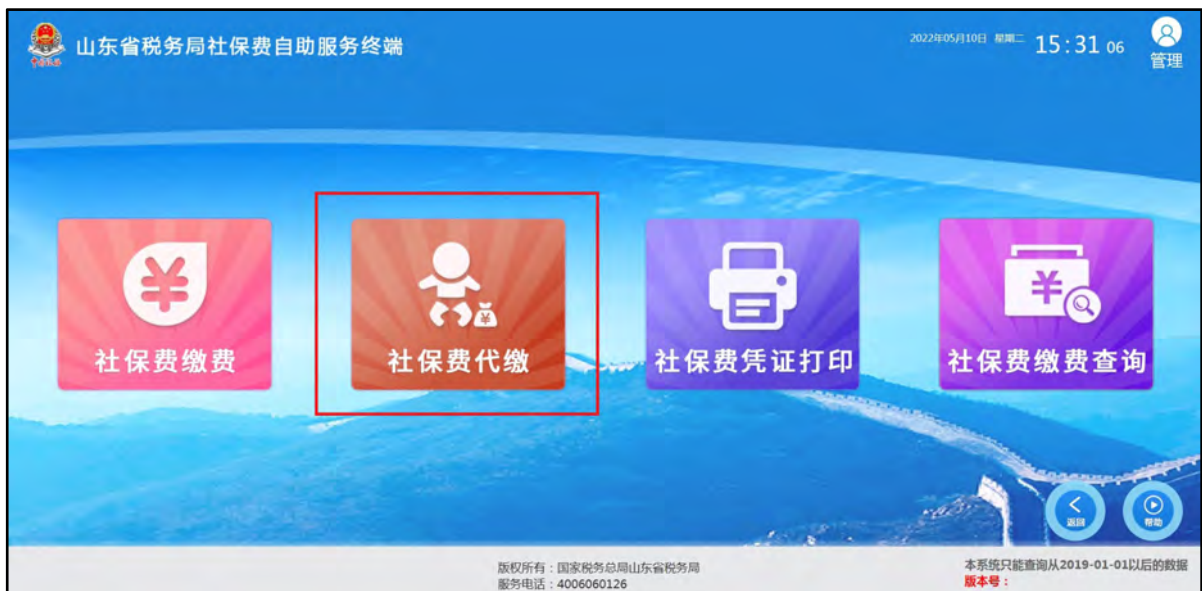 山东省税务局社保费自助服务终端
2022年05月10日 星期二 15:31 06
管理
社保费缴费
社保费代缴
社保费凭证打印
社保费缴费查询
返回
帮助
版权所有：国家税务总局山东省税务局
服务电话：4006060126
本系统只能查询从2019-01-01以后的数据
版本号：